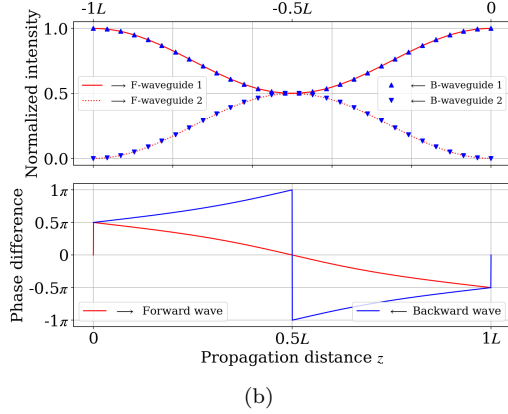 -1L -0.5L 0
Normalized intensity
1.0
0.5
0.0
→ F-waveguide 1
→ F-waveguide 2
← B-waveguide 1
← B-waveguide 2
Phase difference
1π
0.5π
0
-0.5π
-1π
→ Forward wave
← Backward wave
0 0.5L 1L
Propagation distance z
(b)